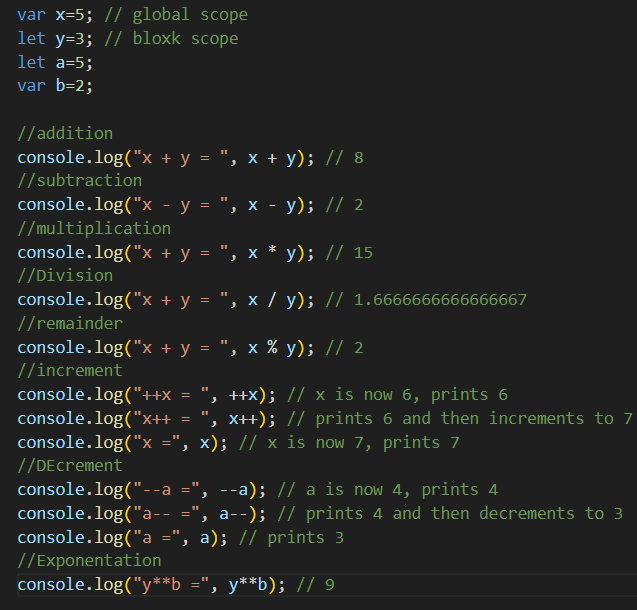 var x=5; // global scope
let y=3; // bloxk scope
let a=5;
var b=2;
//addition
console.log("x + y = ", x + y); // 8
//subtraction
console.log("x - y = ", x - y); // 2
//multiplication
console.log("x + y = ", x * y); // 15
//Division
console.log("x + y = ", x / y); // 1.6666666666666667
//remainder
console.log("x + y = ", x % y); // 2
//increment
console.log("++x = ", ++x); // x is now 6, prints 6
console.log("x++ = ", x++); // prints 6 and then increments to 7
console.log("x =", x); // x is now 7, prints 7
//DEcrement
console.log("--a =", --a); // a is now 4, prints 4
console.log("a-- =", a--); // prints 4 and then decrements to 3
console.log("a =", a); // prints 3
//Exponentation
console.log("y**b =", y**b); // 9